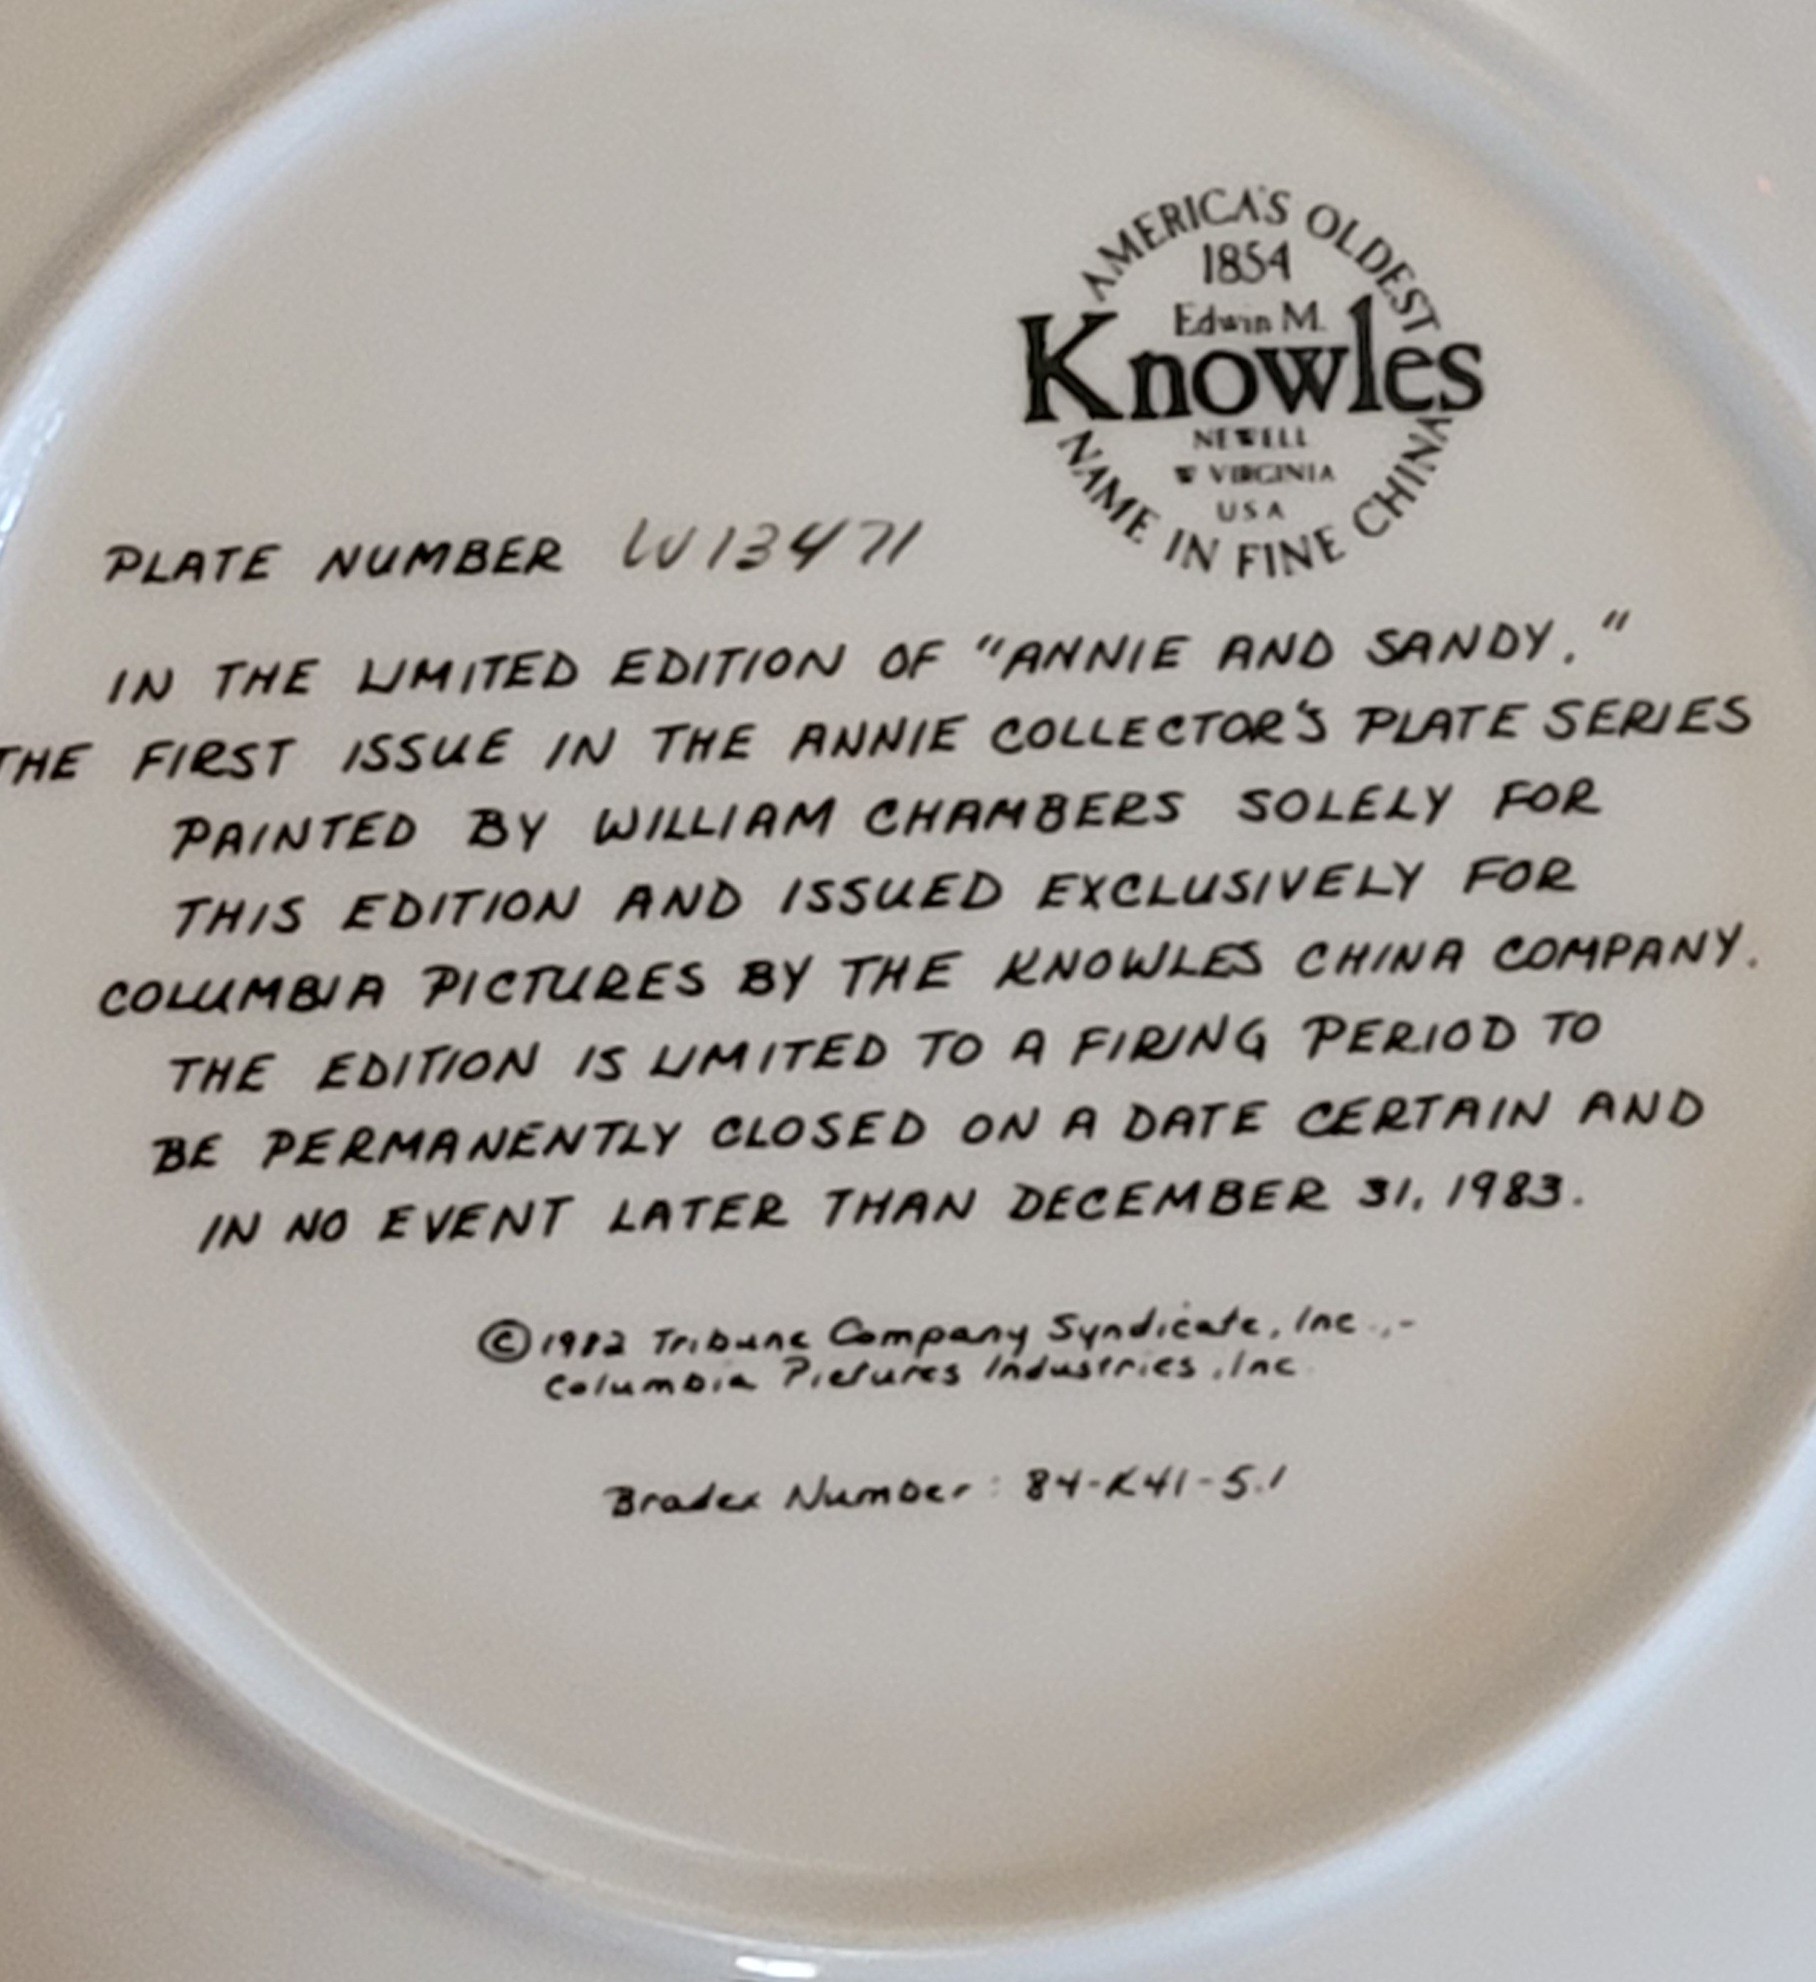 AMERICA'S OLDEST
1854
Edwin M.
Knowles
NEWELL
W VIRGINIA
USA
NAME IN FINE CHINA
PLATE NUMBER W13471
IN THE LIMITED EDITION OF "ANNIE AND SANDY."
THE FIRST ISSUE IN THE ANNIE COLLECTOR'S PLATE SERIES
PAINTED BY WILLIAM CHAMBERS SOLELY FOR
THIS EDITION AND ISSUED EXCLUSIVELY FOR
COLUMBIA PICTURES BY THE KNOWLES CHINA COMPANY.
THE EDITION IS LIMITED TO A FIRING PERIOD TO
BE PERMANENTLY CLOSED ON A DATE CERTAIN AND
IN NO EVENT LATER THAN DECEMBER 31, 1983.
©1982 Tribune Company Syndicate, Inc.,-
Columbia Pictures Industries, Inc.
Bradex Number: 84-K41-5.1